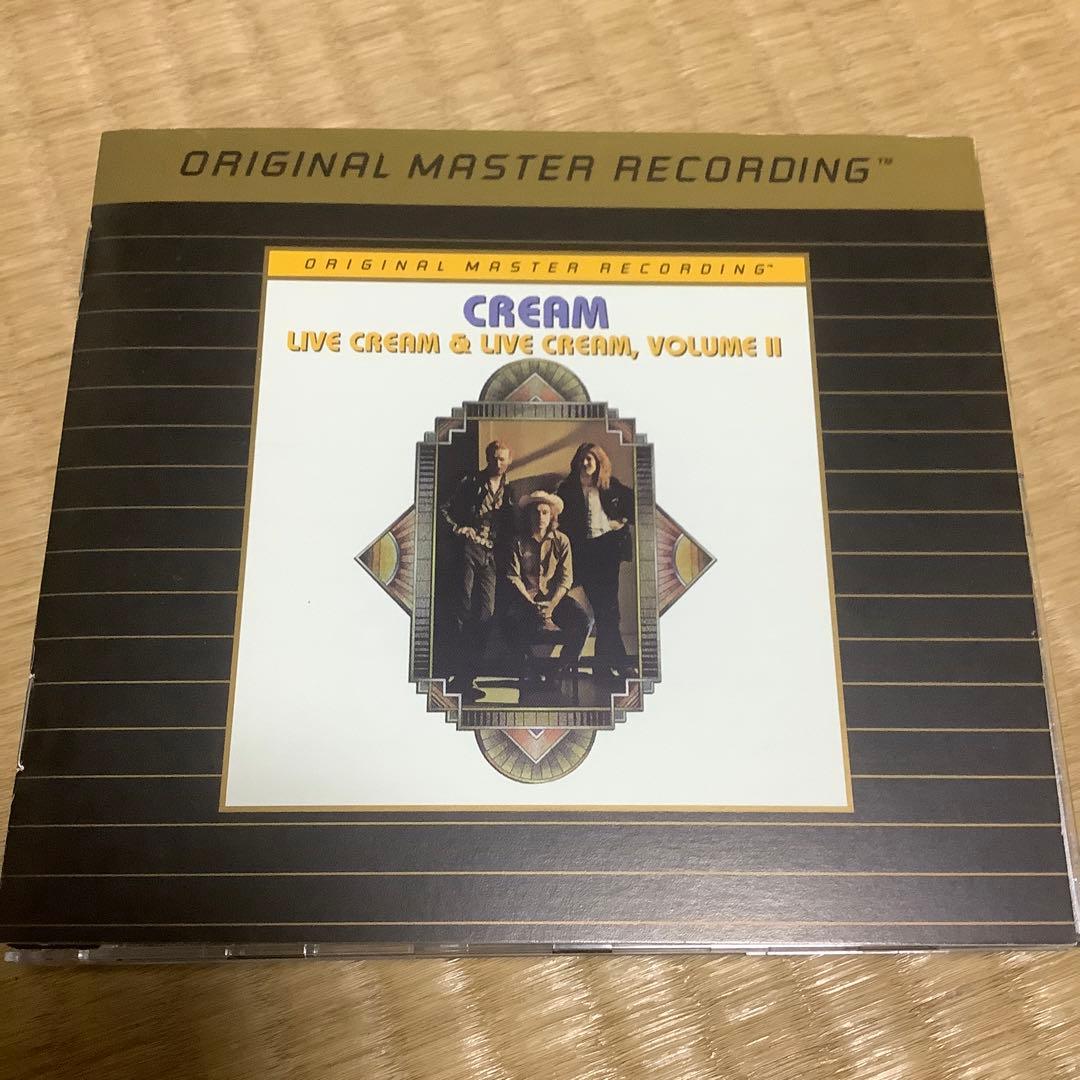 ORIGINAL MASTER RECORDING™
ORIGINAL MASTER RECORDING™
CREAM
LIVE CREAM & LIVE CREAM, VOLUME II